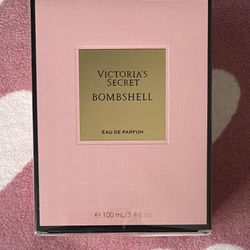 VICTORIA'S
SECRET
BOMBSHELL
EAU DE PARFUM
℮ 100 mL/3.4 fl oz